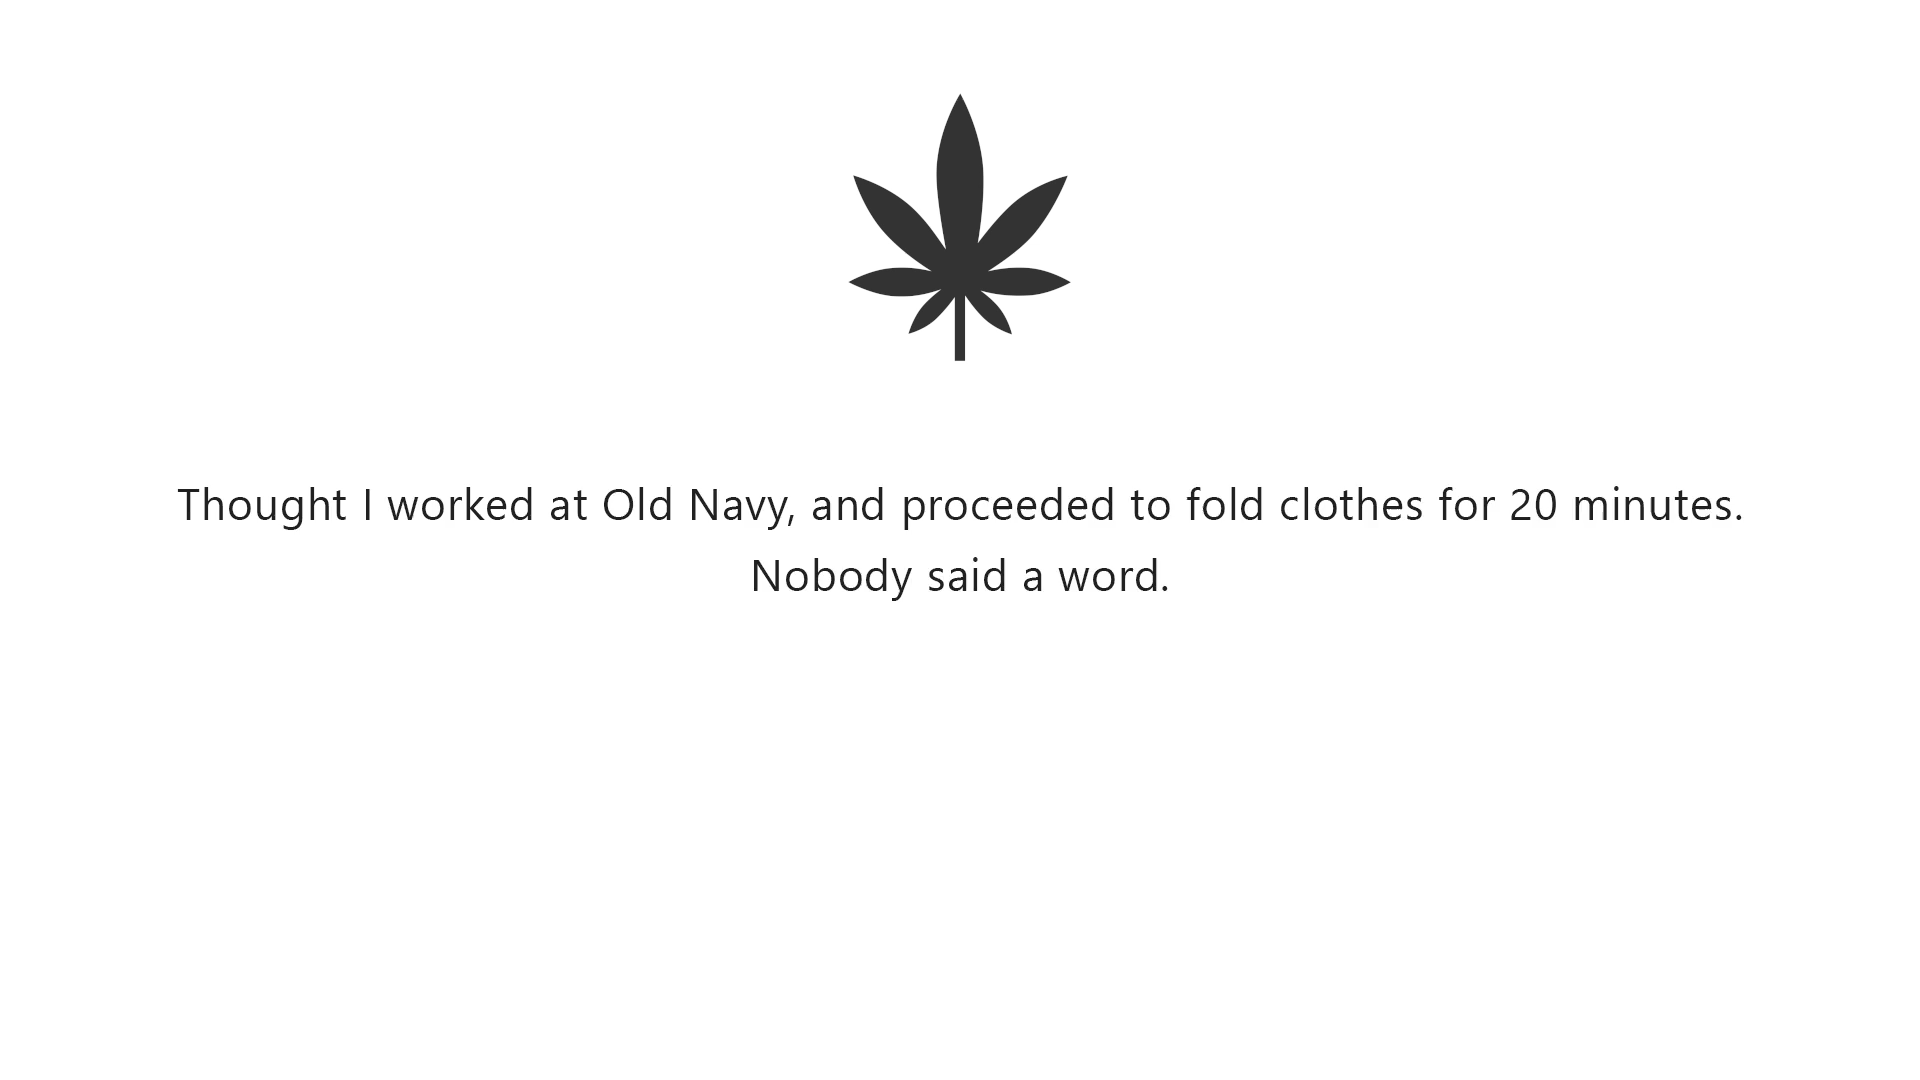 Thought I worked at Old Navy, and proceeded to fold clothes for 20 minutes.
Nobody said a word.